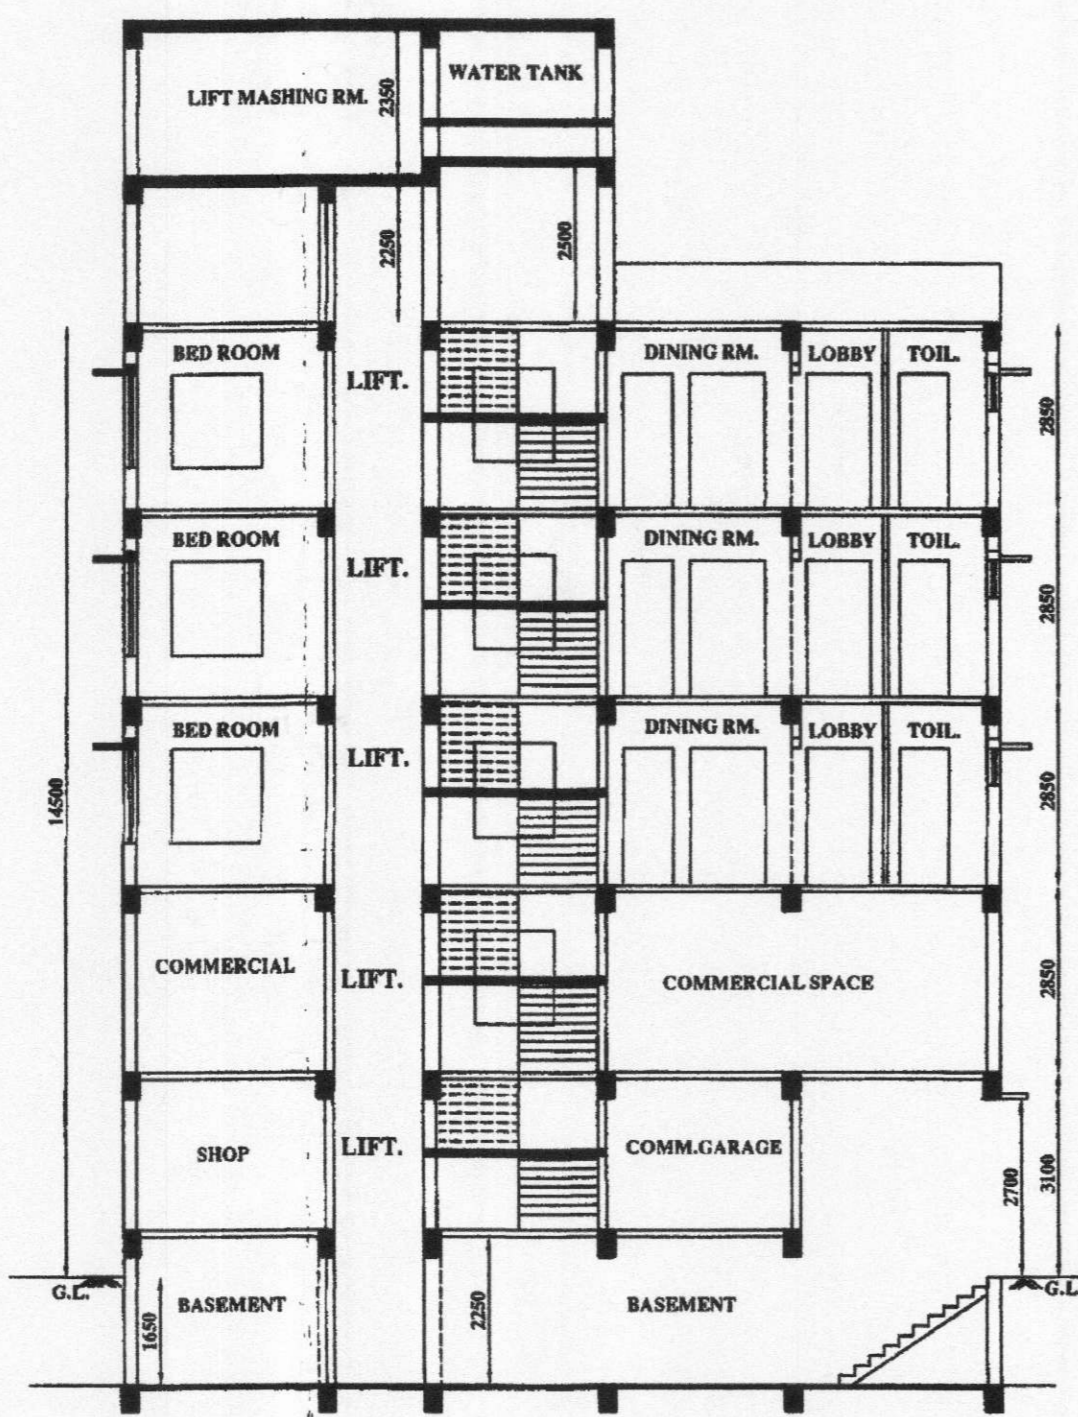 WATER TANK
LIFT MASHING RM.
2350
2250
2500
BED ROOM
LIFT.
DINING RM.
LOBBY
TOIL.
2850
BED ROOM
LIFT.
DINING RM.
LOBBY
TOIL.
2850
BED ROOM
LIFT.
DINING RM.
LOBBY
TOIL.
2850
14500
COMMERCIAL
LIFT.
COMMERCIAL SPACE
2850
SHOP
LIFT.
COMM.GARAGE
2700
3100
G.L.
G.L.
BASEMENT
1650
2250
BASEMENT